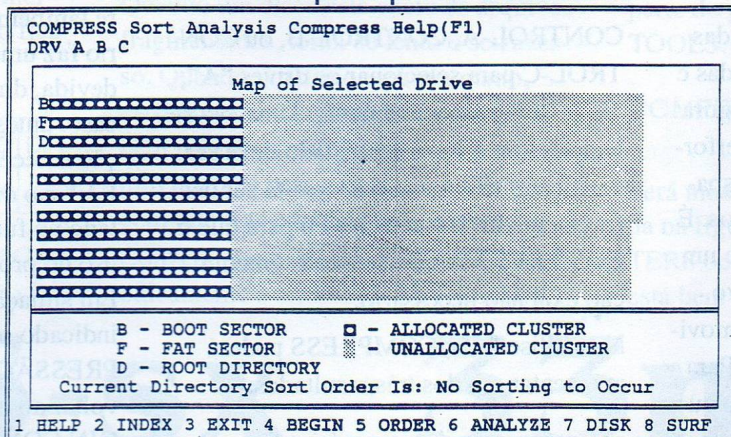 COMPRESS Sort Analysis Compress Help(F1)
DRV A B C
Map of Selected Drive
B
F
D
B - BOOT SECTOR
◘ - ALLOCATED CLUSTER
F - FAT SECTOR
▒ - UNALLOCATED CLUSTERS
D - ROOT DIRECTORY
Current Directory Sort Order Is: No Sorting to Occur
1 HELP 2 INDEX 3 EXIT 4 BEGIN 5 ORDER 6 ANALYZE 7 DISK 8 SURF